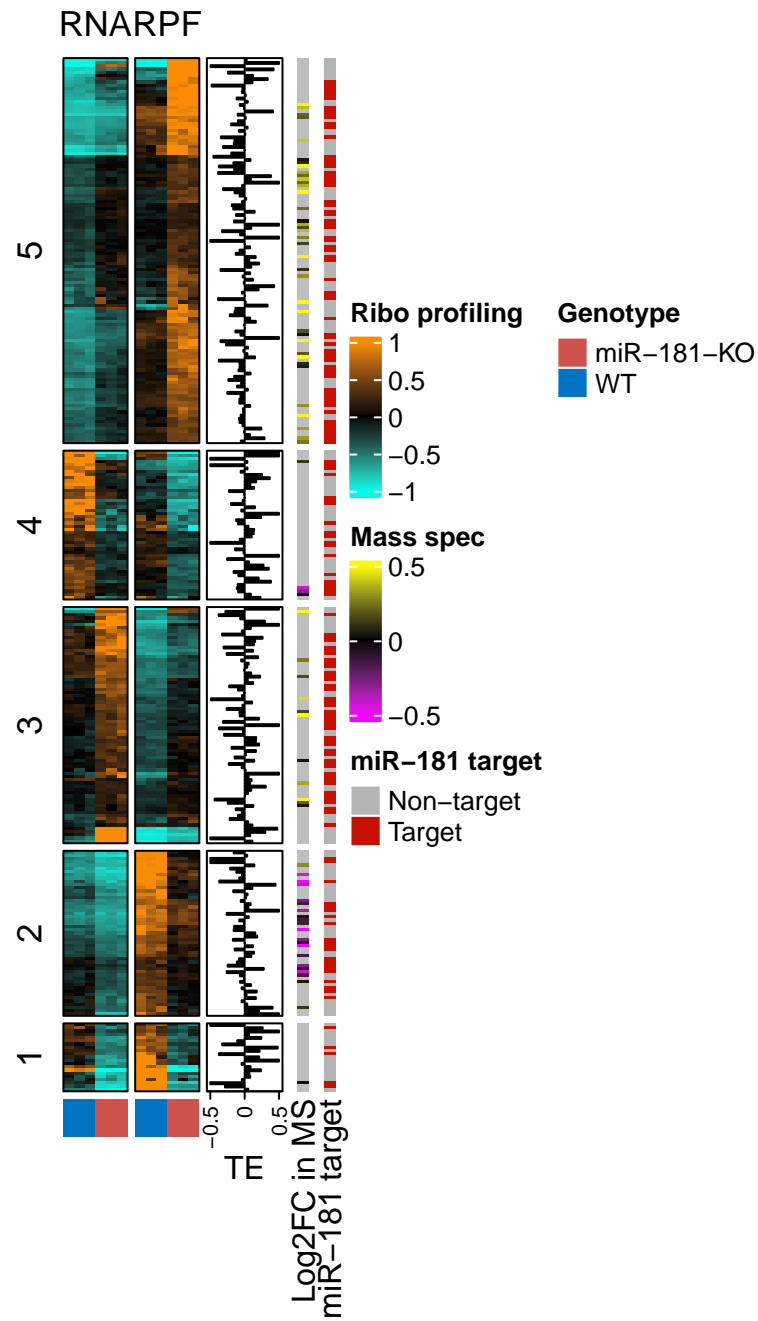 RNARPF
5
4
3
2
1
−0.5
0
0.5
TE
Log2FC in MS
miR−181 target
Ribo profiling
1
0.5
0
−0.5
−1
Mass spec
0.5
0
−0.5
miR−181 target
Non−target
Target
Genotype
miR−181−KO
WT